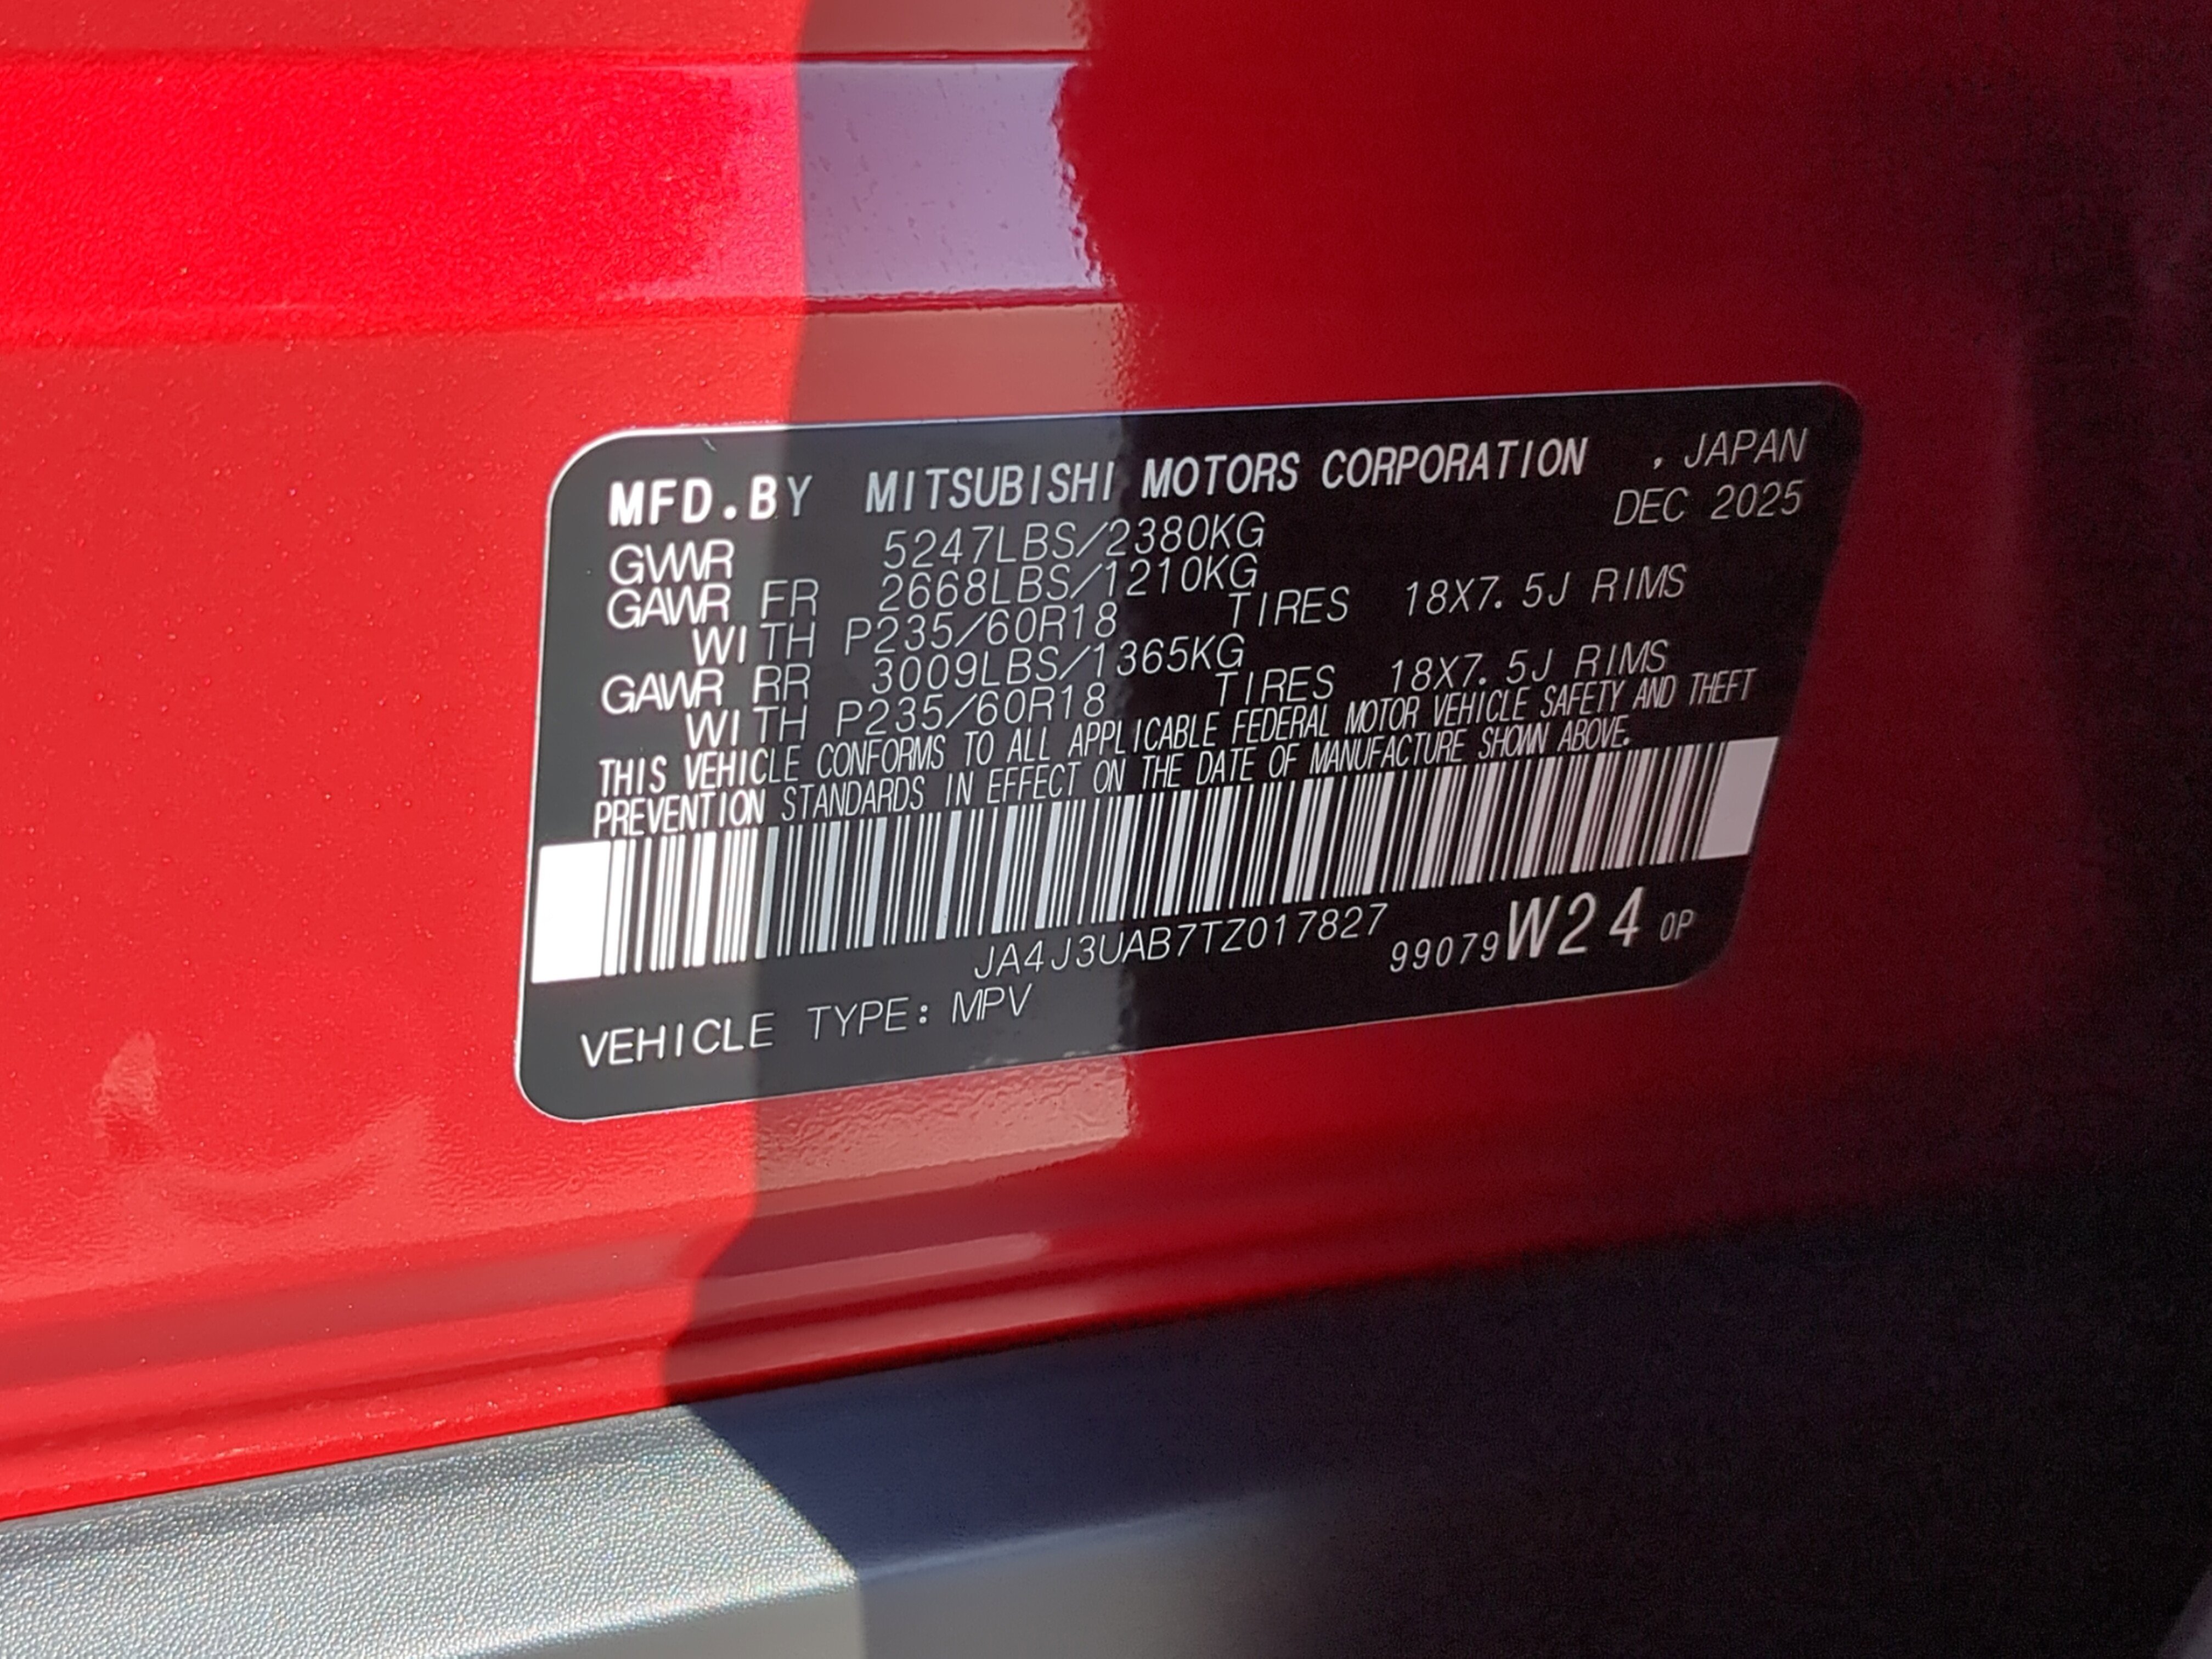 MFD.BY MITSUBISHI MOTORS CORPORATION , JAPAN
DEC 2025
GVWR 5247LBS/2380KG
GAWR FR 2668LBS/1210KG
WITH P235/60R18 TIRES 18X7.5J RIMS
GAWR RR 3009LBS/1365KG
WITH P235/60R18 TIRES 18X7.5J RIMS
THIS VEHICLE CONFORMS TO ALL APPLICABLE FEDERAL MOTOR VEHICLE SAFETY AND THEFT
PREVENTION STANDARDS IN EFFECT ON THE DATE OF MANUFACTURE SHOWN ABOVE.
JA4J3UAB7TZ017827
99079W24 0P
VEHICLE TYPE: MPV